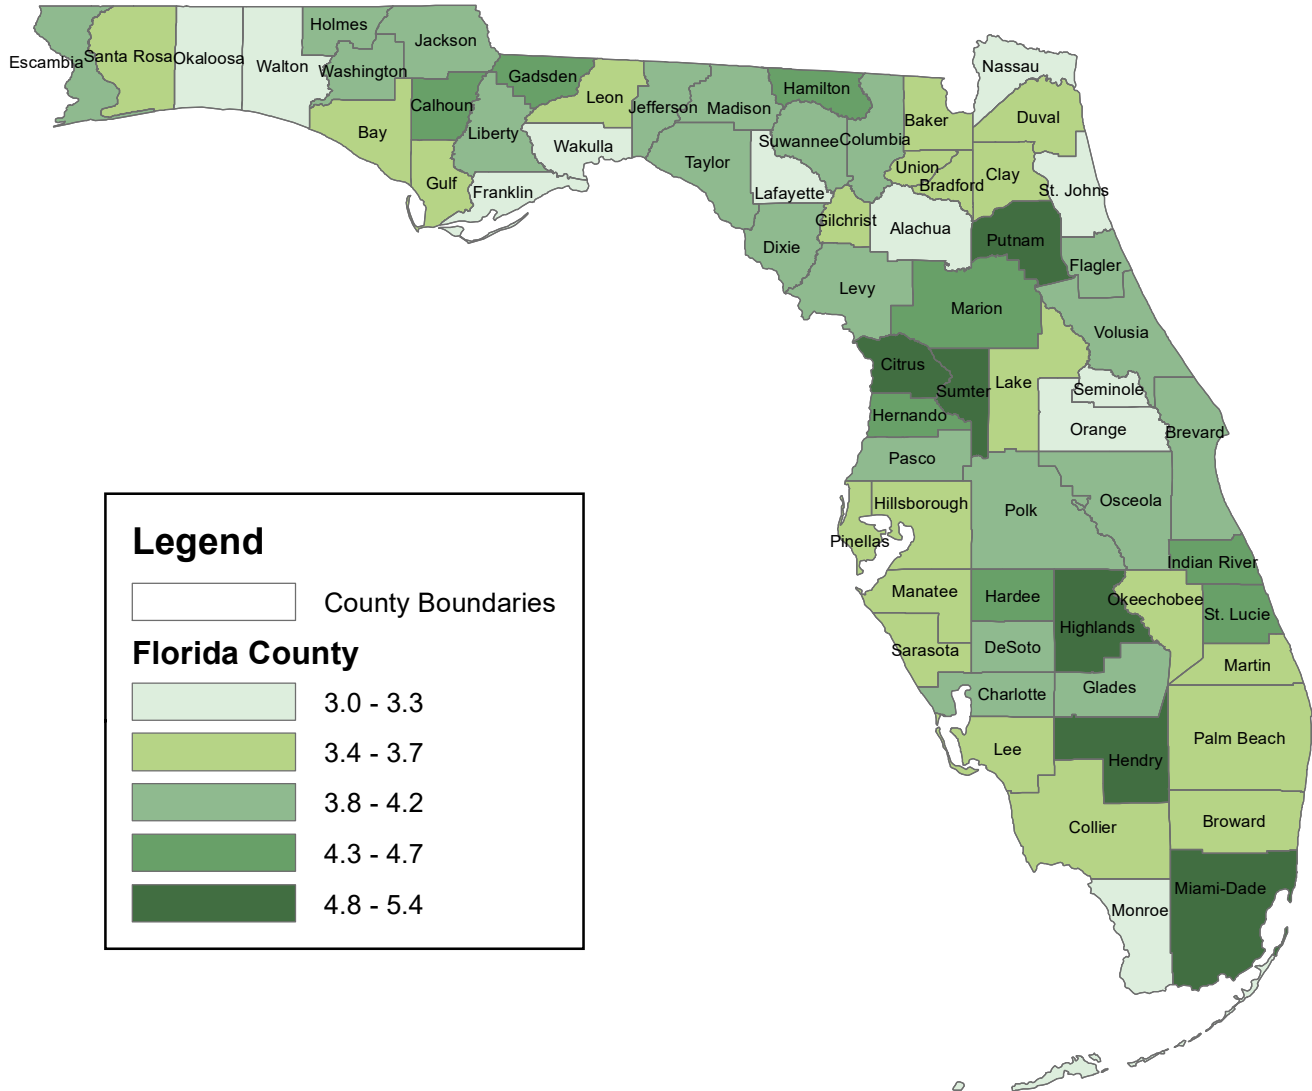 Holmes
Jackson
Escambia
Santa Rosa
Okaloosa
Walton
Washington
Nassau
Gadsden
Hamilton
Calhoun
Leon
Jefferson
Madison
Baker
Duval
Bay
Liberty
Wakulla
Suwannee
Columbia
Taylor
Union
Clay
Gulf
Franklin
Lafayette
Bradford
St. Johns
Gilchrist
Alachua
Putnam
Dixie
Flagler
Levy
Marion
Volusia
Citrus
Sumter
Lake
Seminole
Hernando
Orange
Brevard
Pasco
Hillsborough
Polk
Osceola
Pinellas
Indian River
Manatee
Hardee
Okeechobee
St. Lucie
Highlands
Sarasota
DeSoto
Martin
Charlotte
Glades
Lee
Palm Beach
Hendry
Collier
Broward
Miami-Dade
Monroe
Legend
County Boundaries
Florida County
3.0 - 3.3
3.4 - 3.7
3.8 - 4.2
4.3 - 4.7
4.8 - 5.4